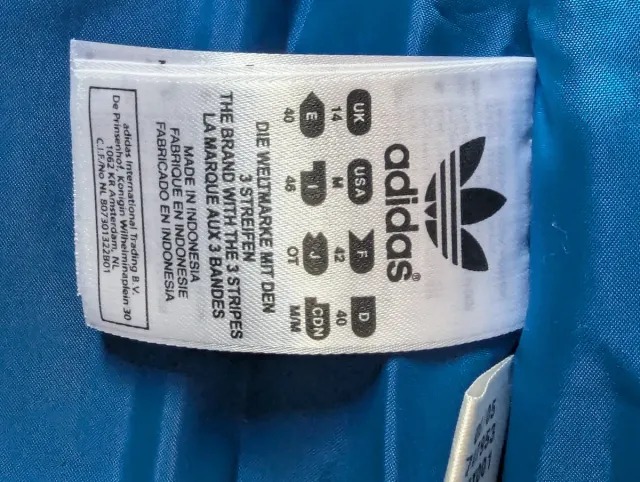 adidas®
UK USA F D
14 M 42 40
E I J CDN
40 46 OT M/M
DIE WELTMARKE MIT DEN
3 STREIFEN
THE BRAND WITH THE 3 STRIPES
LA MARQUE AUX 3 BANDES
MADE IN INDONESIA
FABRIQUE EN INDONESIE
FABRICADO EN INDONESIA
adidas International Trading B.V.
De Prinsenhof, Konigin Wilhelminaplein 30
1062 KR Amsterdam, NL
C.I.F./No NL 807301322B01
05